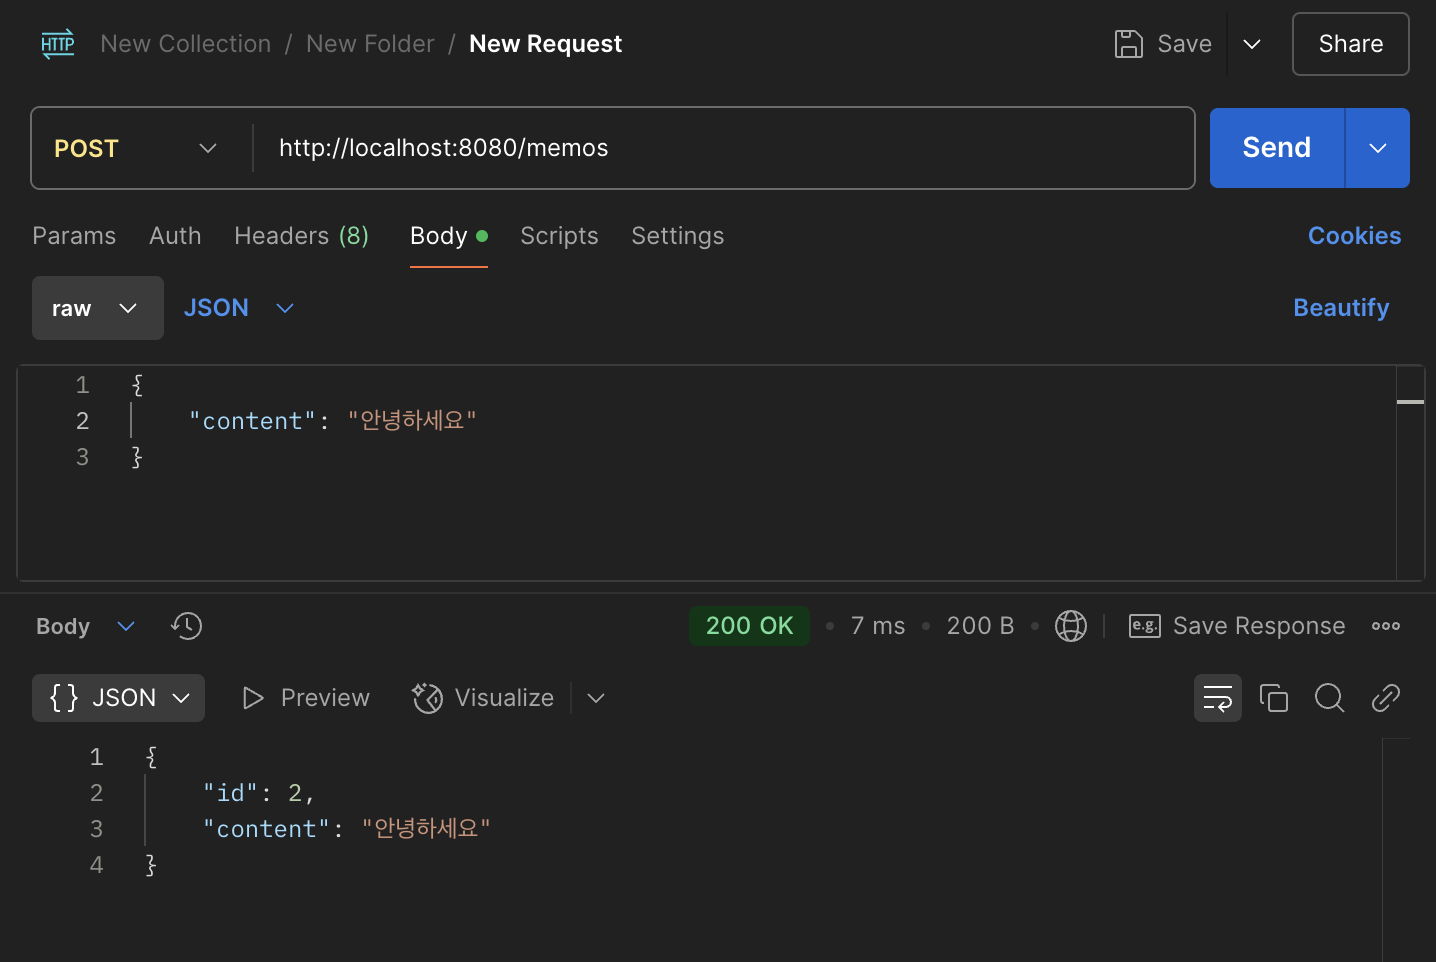 HTTP New Collection / New Folder / New Request Save Share
POST http://localhost:8080/memos Send
Params Auth Headers (8) Body Scripts Settings Cookies
raw JSON Beautify
1 {
2 "content": "안녕하세요"
3 }
Body 200 OK • 7 ms • 200 B • e.g. Save Response
{} JSON Preview Visualize
1 {
2 "id": 2,
3 "content": "안녕하세요"
4 }